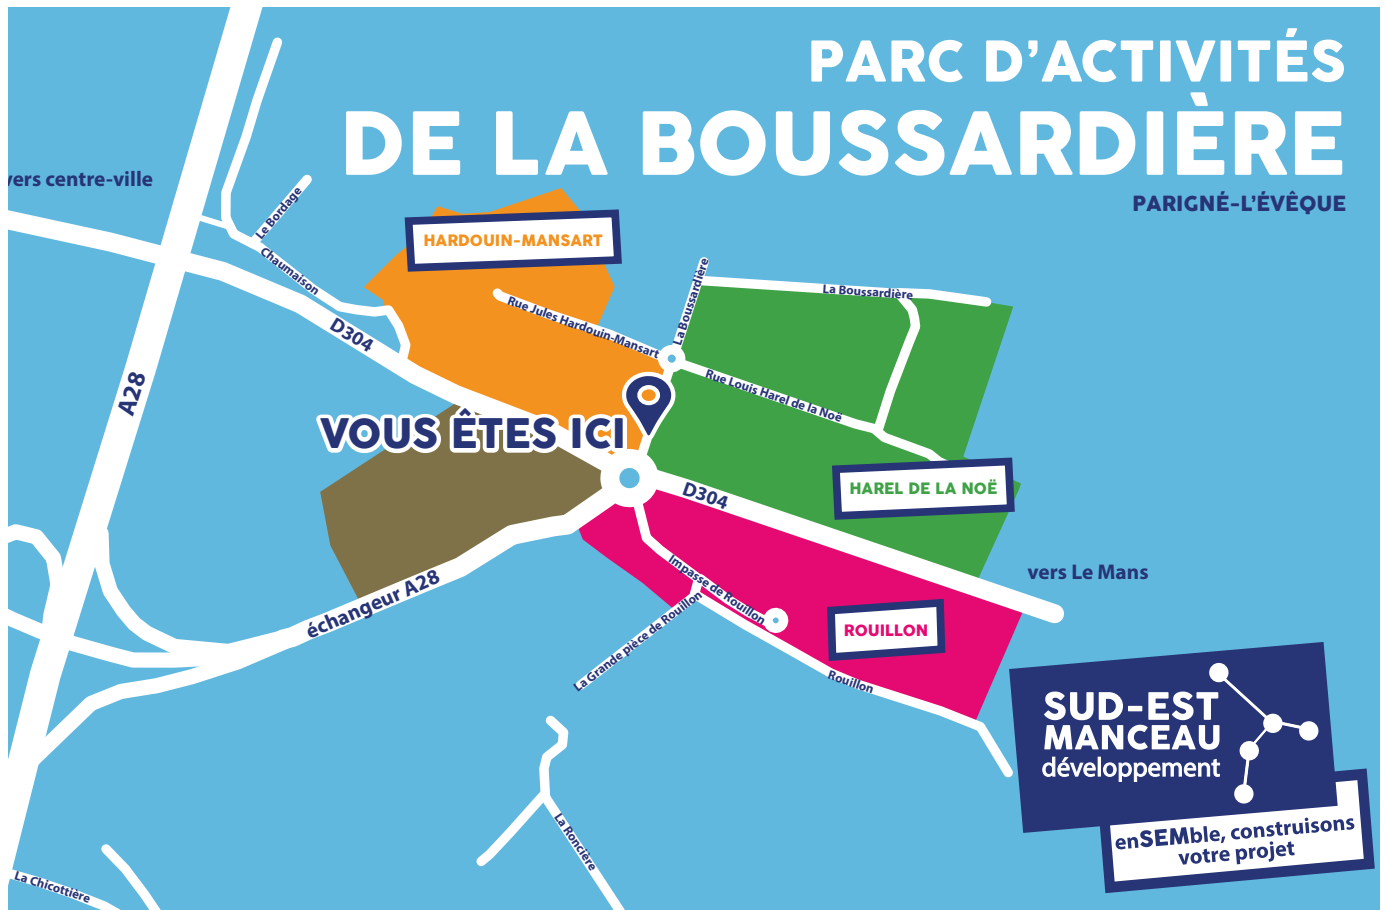 PARC D’ACTIVITÉS
DE LA BOUSSARDIÈRE
PARIGNÉ-L’ÉVÊQUE
vers centre-ville
Le Bordage
Chaumaison
HARDOUIN-MANSART
La Boussardière
La Boussardière
Rue Jules Hardouin-Mansart
D304
A28
Rue Louis Harel de la Noë
VOUS ÊTES ICI
HAREL DE LA NOË
D304
vers Le Mans
échangeur A28
Impasse de Rouillon
La Grande pièce de Rouillon
ROUILLON
Rouillon
SUD-EST
MANCEAU
développement
enSEMble, construisons
votre projet
La Roncière
La Chicottière